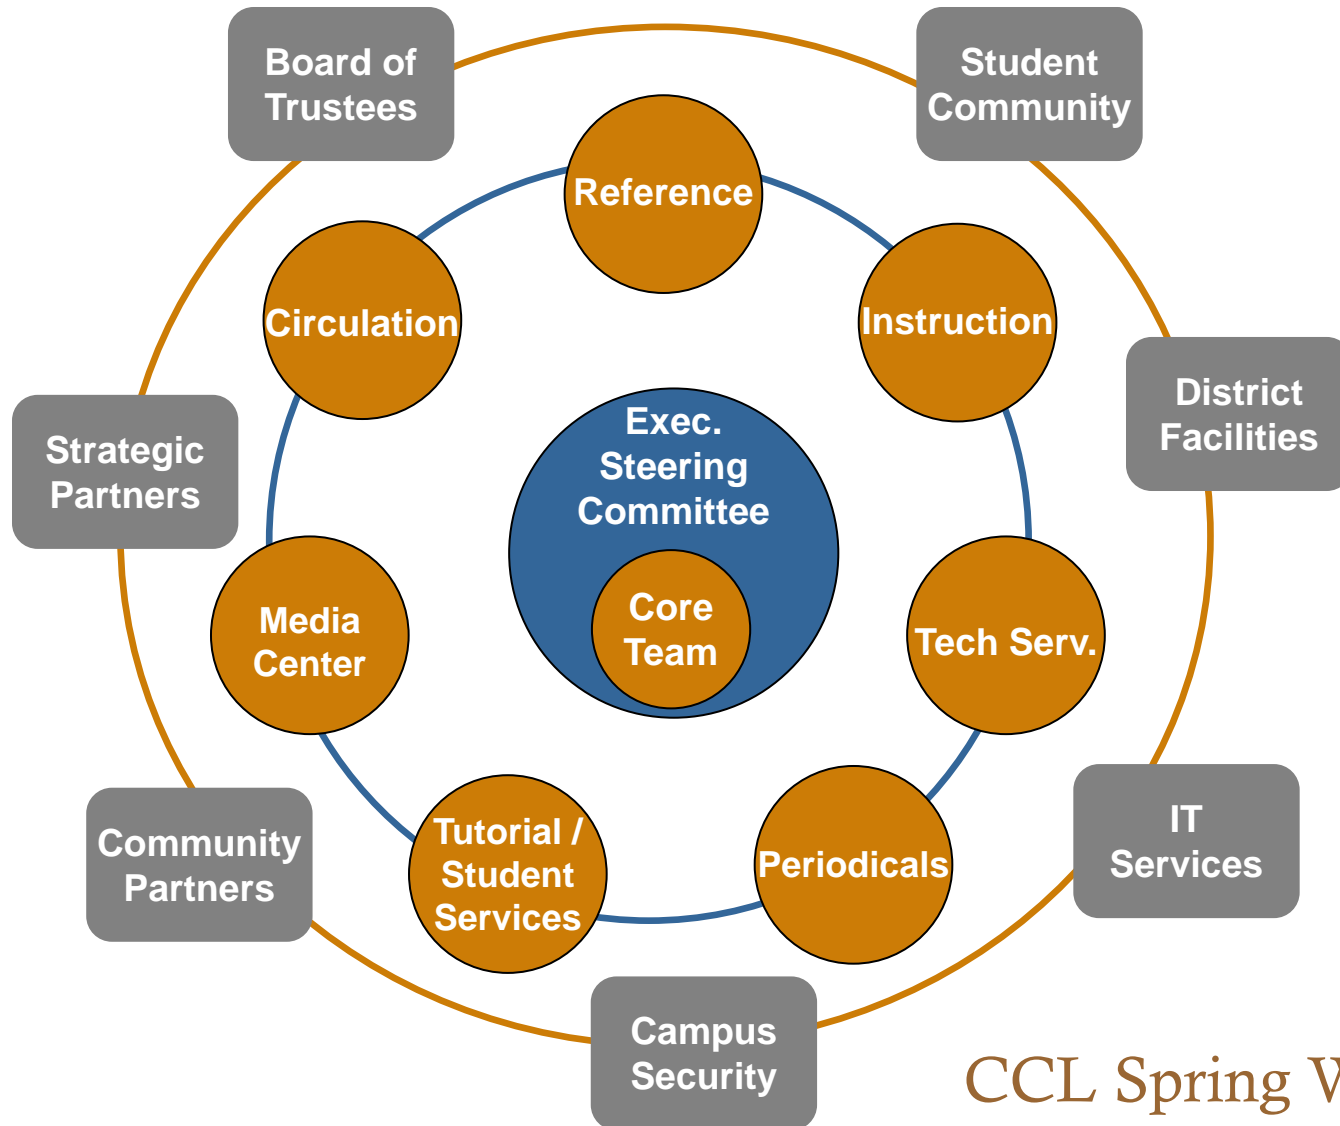 Board of
Trustees
Student
Community
Reference
Circulation
Instruction
District
Facilities
Strategic
Partners
Exec.
Steering
Committee
Core
Team
Media
Center
Tech Serv.
Community
Partners
Tutorial /
Student
Services
Periodicals
IT
Services
Campus
Security
CCL Spring